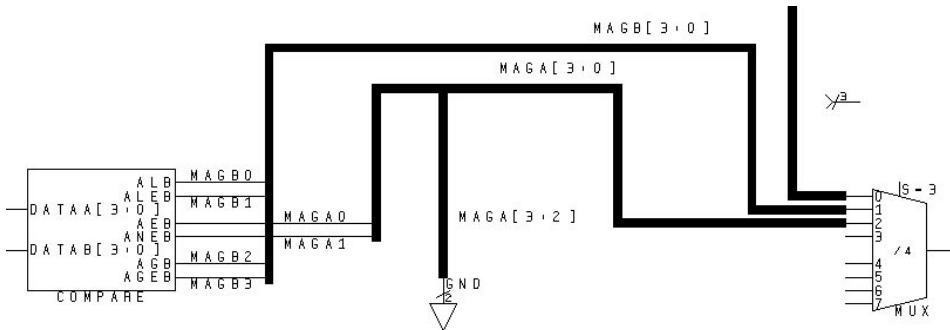 MAGB[3:0]
MAGA[3:0]
3
ALB MAGB0
ALEB MAGB1
S-3
0
DATAA[3:0]
1
AEB MAGA0
MAGA[3:2]
2
ANEB MAGA1
3
DATAB[3:0]
/4
AGB MAGB2
4
AGEB MAGB3
GND
5
COMPARE
2
6
7
MUX